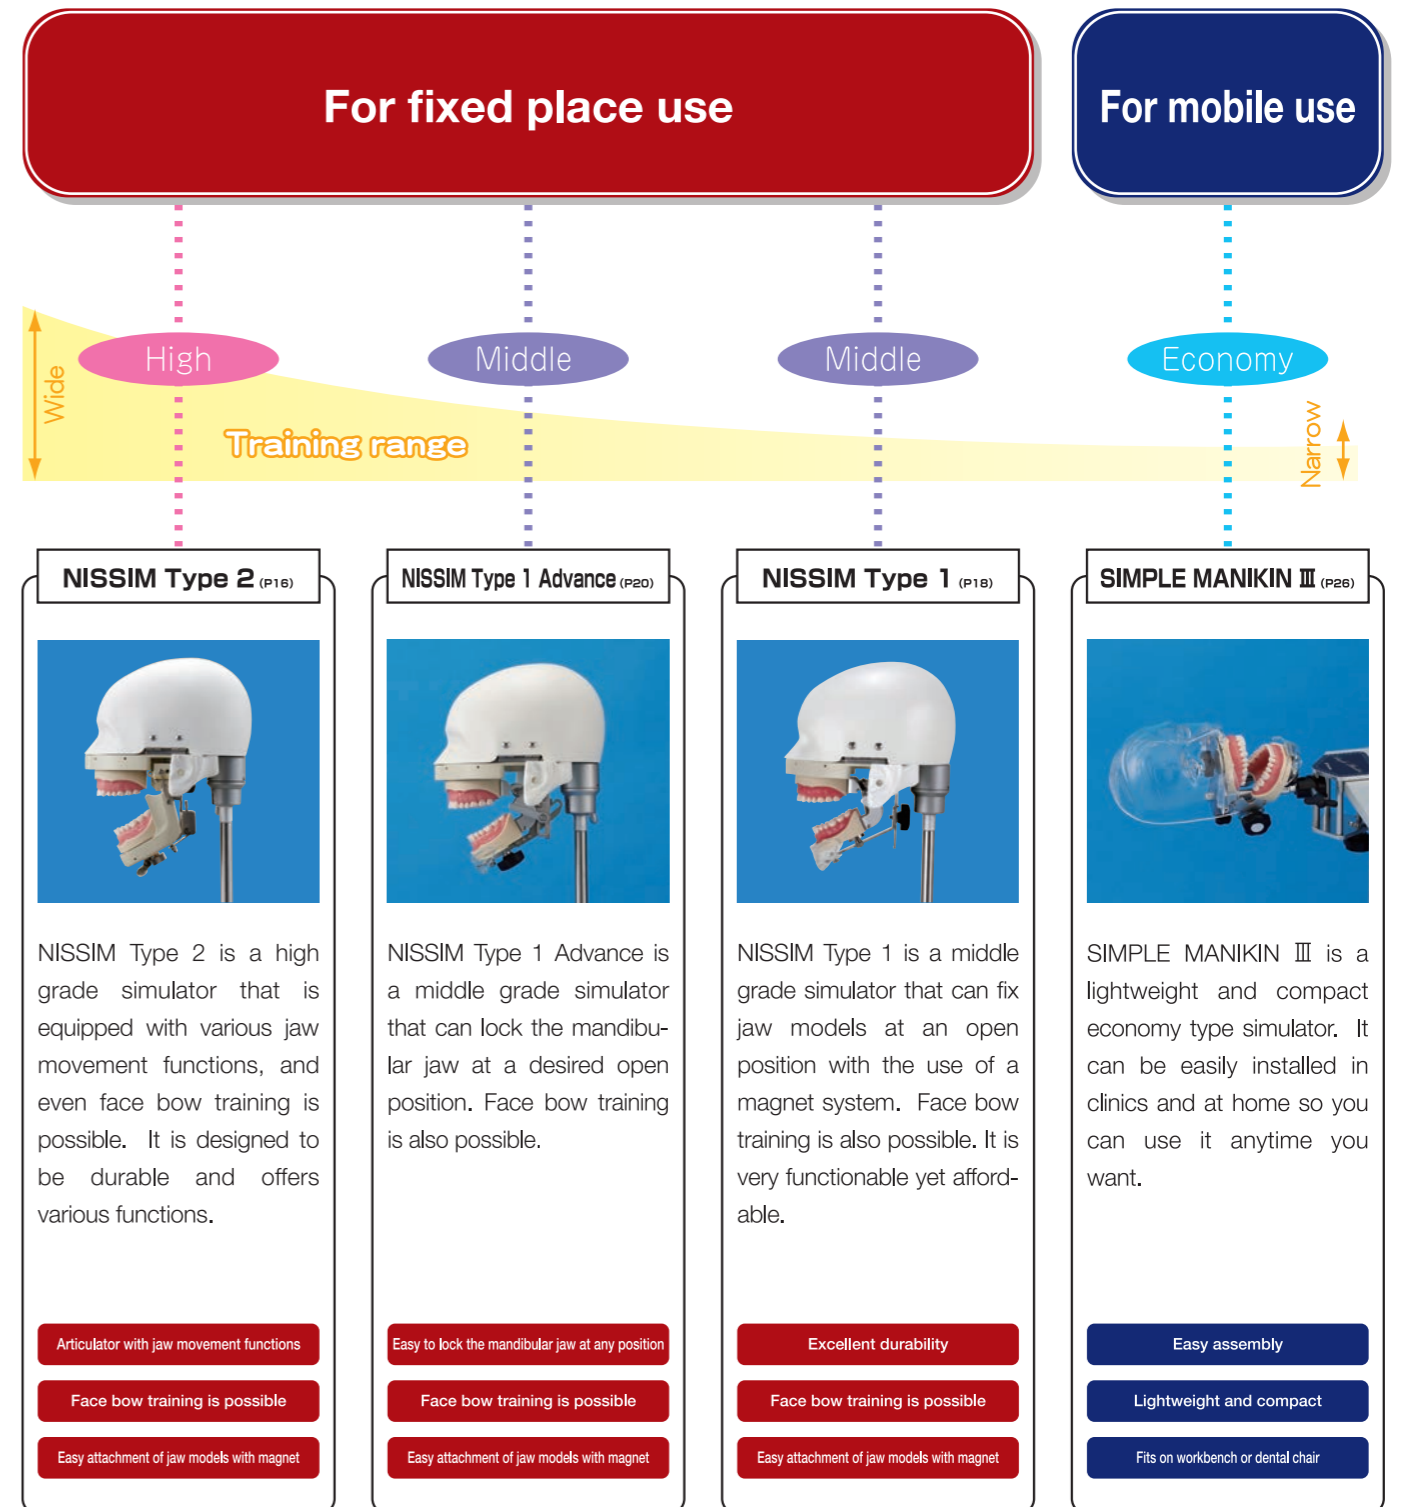 For fixed place use
For mobile use
High
Middle
Middle
Economy
Wide
Training range
Narrow
NISSIM Type 2 (P16)
NISSIM Type 2 is a high
grade simulator that is
equipped with various jaw
movement functions, and
even face bow training is
possible. It is designed to
be durable and offers
various functions.
Articulator with jaw movement functions
Face bow training is possible
Easy attachment of jaw models with magnet
NISSIM Type 1 Advance (P20)
NISSIM Type 1 Advance is
a middle grade simulator
that can lock the mandibu-
lar jaw at a desired open
position. Face bow training
is also possible.
Easy to lock the mandibular jaw at any position
Face bow training is possible
Easy attachment of jaw models with magnet
NISSIM Type 1 (P18)
NISSIM Type 1 is a middle
grade simulator that can fix
jaw models at an open
position with the use of a
magnet system. Face bow
training is also possible. It is
very functionable yet afford-
able.
Excellent durability
Face bow training is possible
Easy attachment of jaw models with magnet
SIMPLE MANIKIN Ⅲ (P26)
SIMPLE MANIKIN Ⅲ is a
lightweight and compact
economy type simulator. It
can be easily installed in
clinics and at home so you
can use it anytime you
want.
Easy assembly
Lightweight and compact
Fits on workbench or dental chair